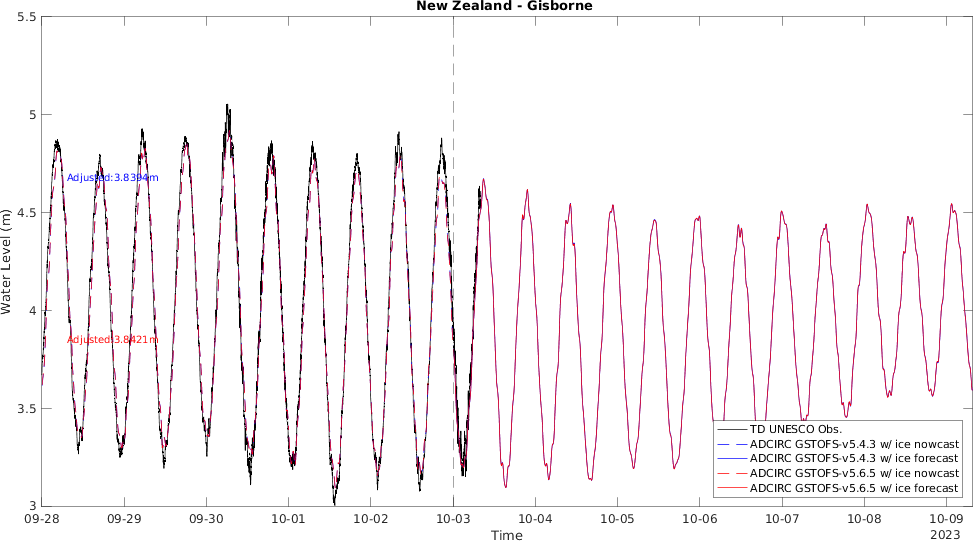 New Zealand - Gisborne
5.5
5
4.5
4
3.5
3
Water Level (m)
Adjusted:3.8394m
Adjusted:3.8421m
TD UNESCO Obs.
ADCIRC GSTOFS-v5.4.3 w/ ice nowcast
ADCIRC GSTOFS-v5.4.3 w/ ice forecast
ADCIRC GSTOFS-v5.6.5 w/ ice nowcast
ADCIRC GSTOFS-v5.6.5 w/ ice forecast
09-28 09-29 09-30 10-01 10-02 10-03 10-04 10-05 10-06 10-07 10-08 10-09
2023
Time